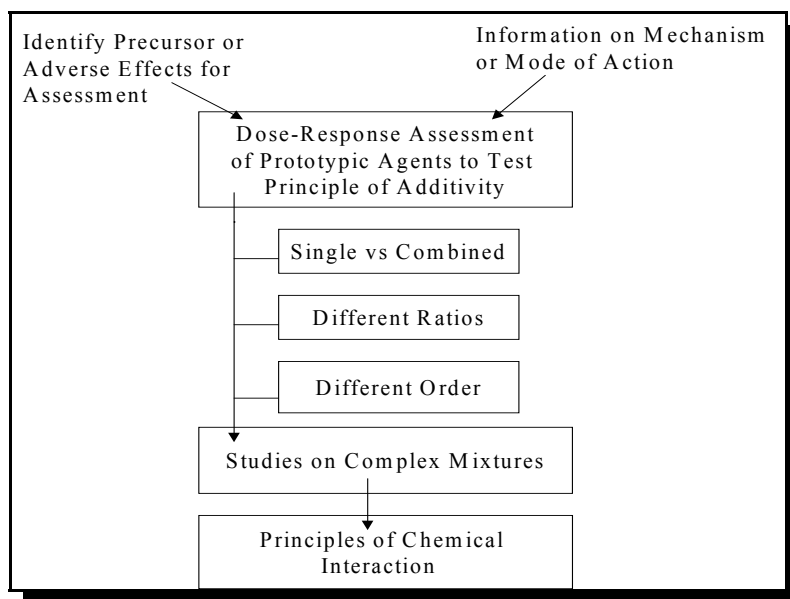 Identify Precursor or
Adverse Effects for
Assessment
Information on Mechanism
or Mode of Action
Dose-Response Assessment
of Prototypic Agents to Test
Principle of Additivity
Single vs Combined
Different Ratios
Different Order
Studies on Complex Mixtures
Principles of Chemical
Interaction